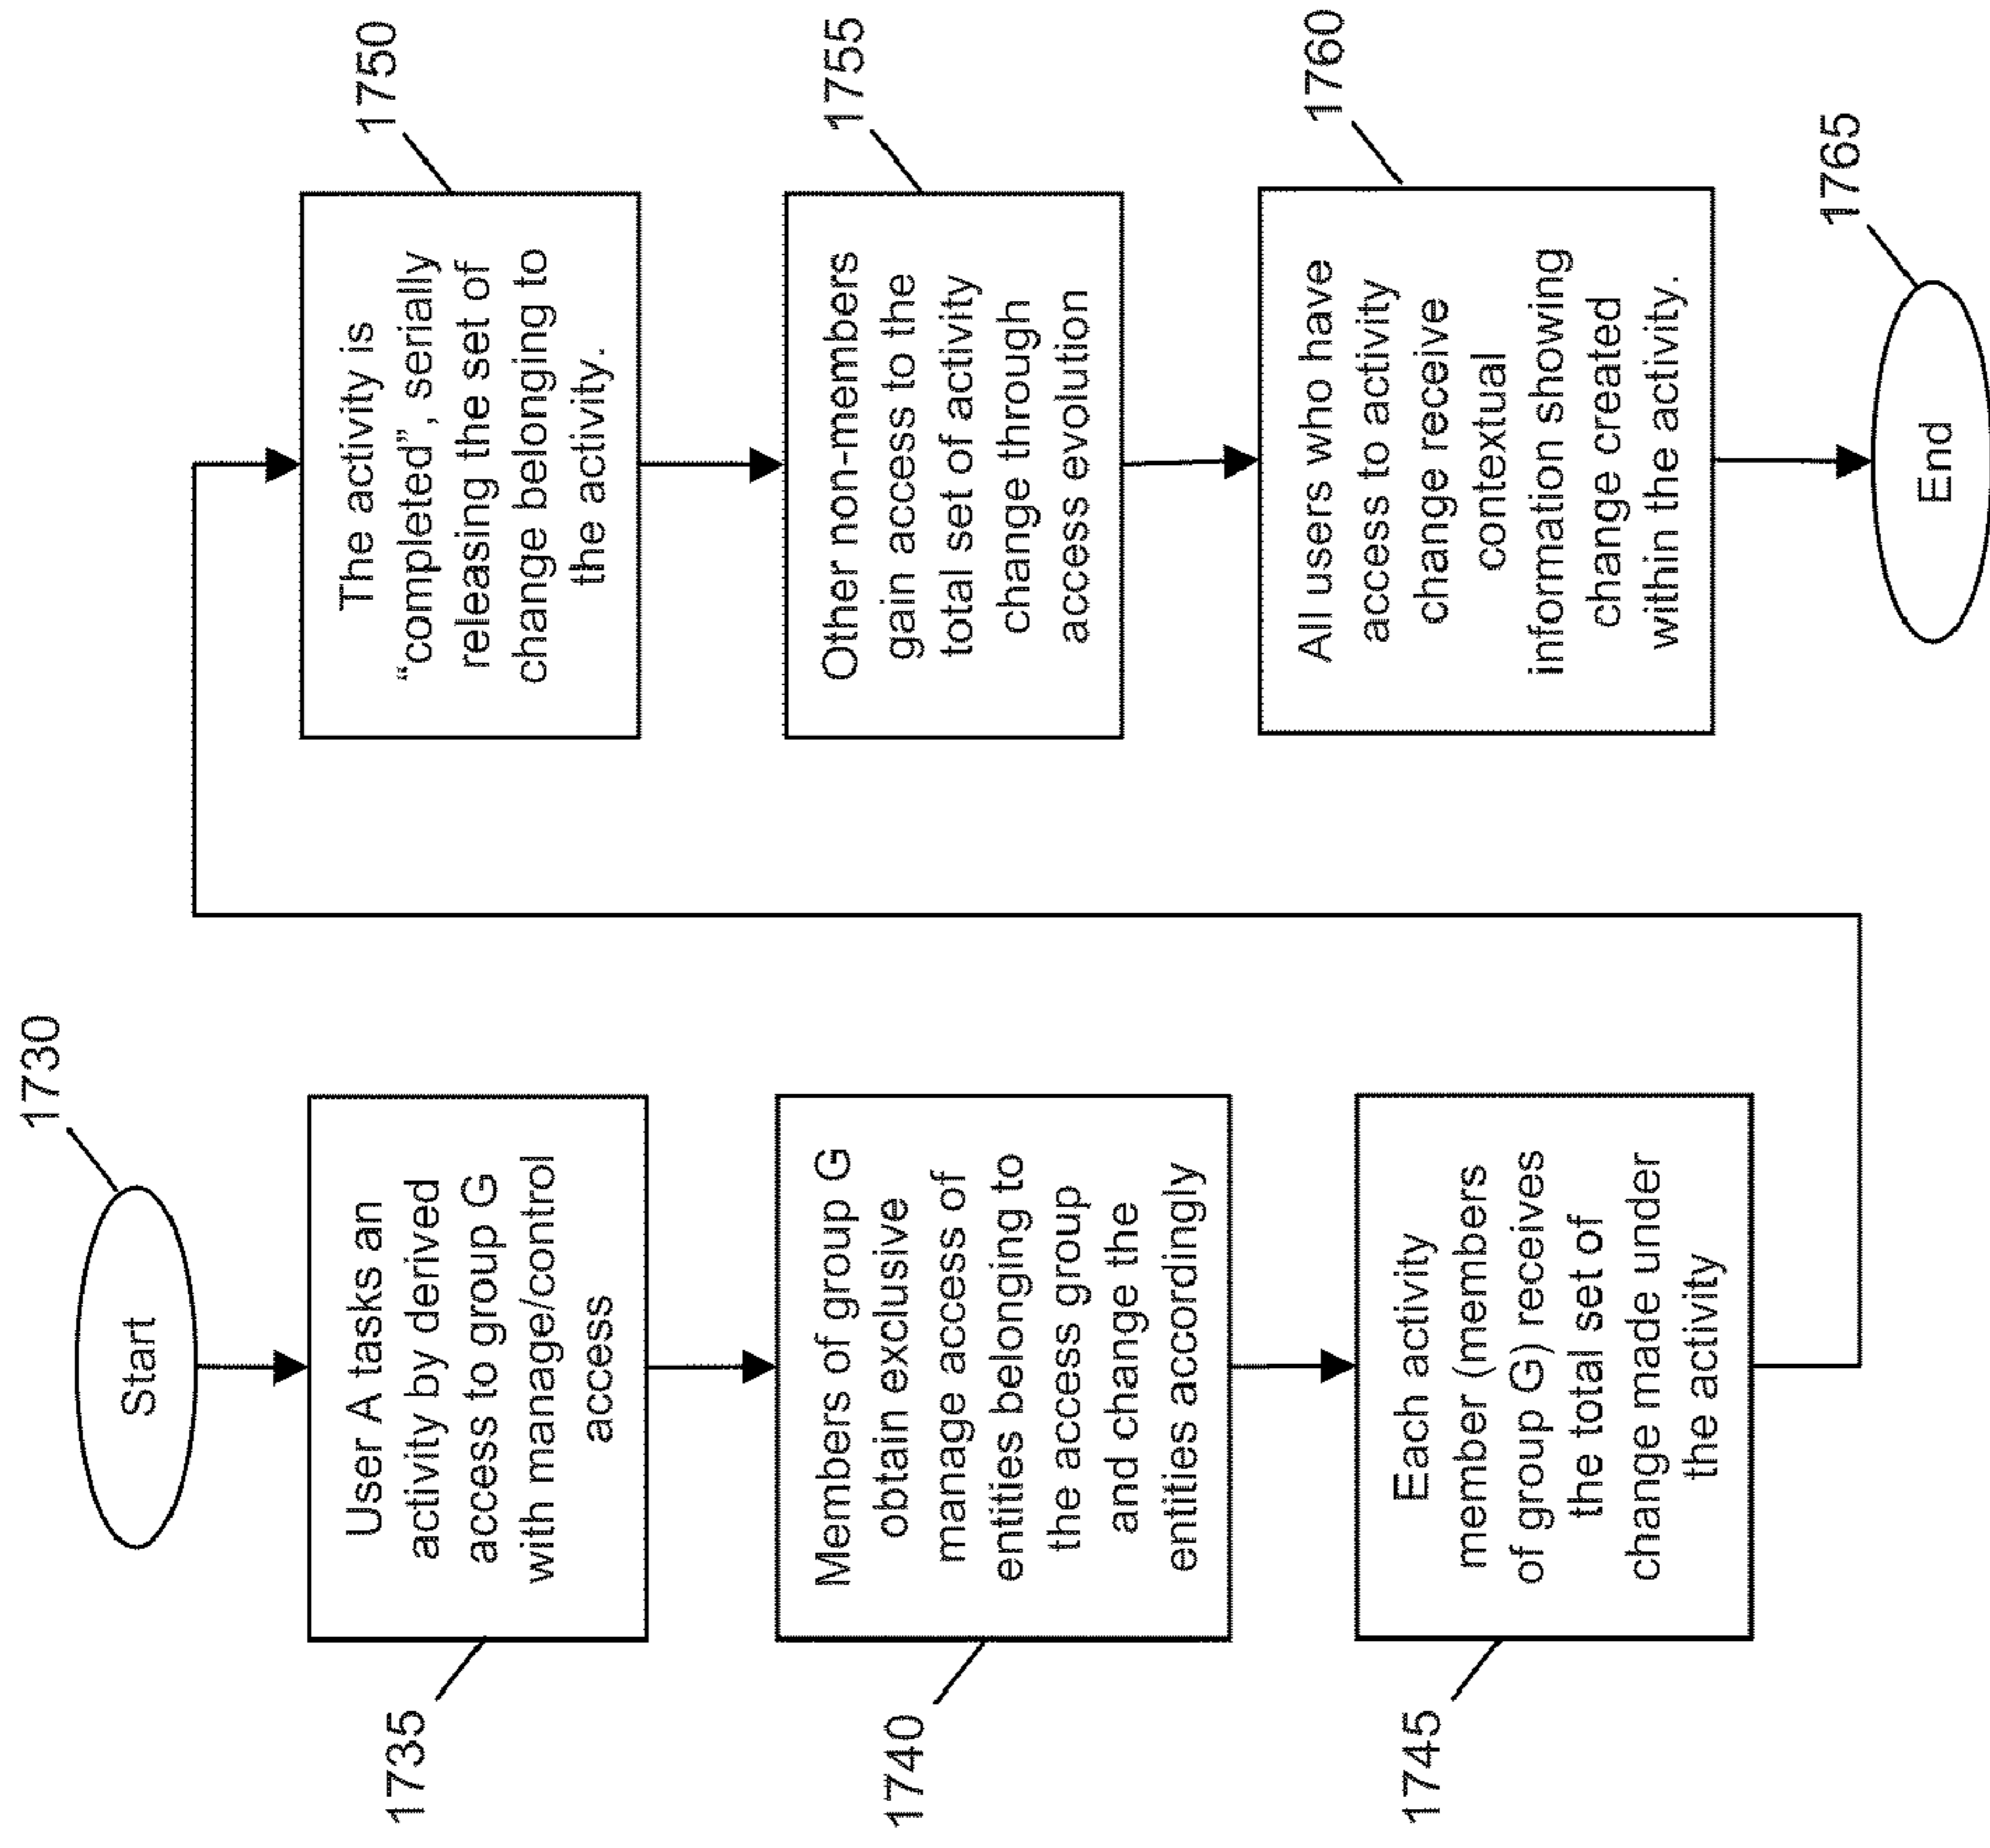 1730
Start
1735
User A tasks an
activity by derived
access to group G
with manage/control
access
1740
Members of group G
obtain exclusive
manage access of
entities belonging to
the access group
and change the
entities accordingly
1745
Each activity
member (members
of group G) receives
the total set of
change made under
the activity
1750
The activity is
“completed”, serially
releasing the set of
change belonging to
the activity.
1755
Other non-members
gain access to the
total set of activity
change through
access evolution
1760
All users who have
access to activity
change receive
contextual
information showing
change created
within the activity.
1765
End